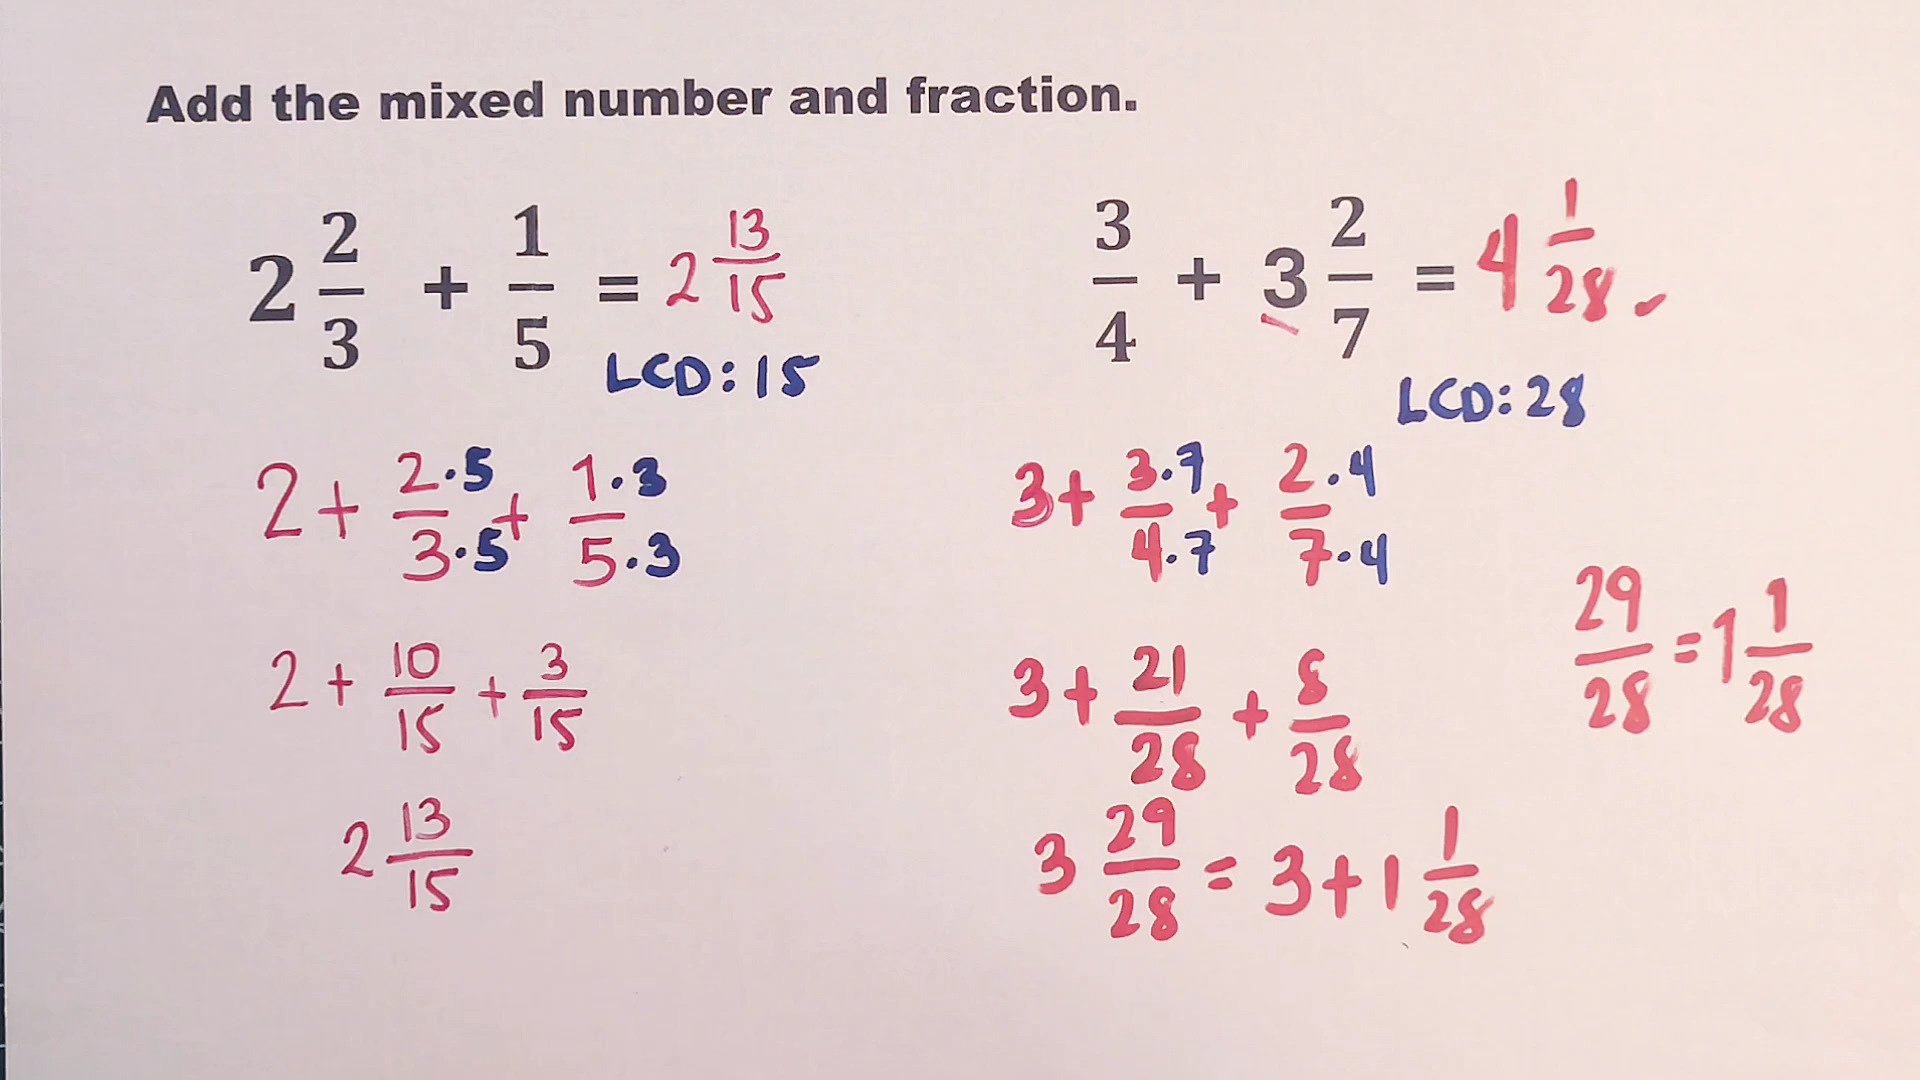 Add the mixed number and fraction.
2 2/3 + 1/5 = 2 13/15
LCD: 15
2 + 2·5/3·5 + 1·3/5·3
2 + 10/15 + 3/15
2 13/15
3/4 + 3 2/7 = 4 1/28
LCD: 28
3 + 3·7/4·7 + 2·4/7·4
3 + 21/28 + 8/28
29/28 = 1 1/28
3 29/28 = 3 + 1 1/28